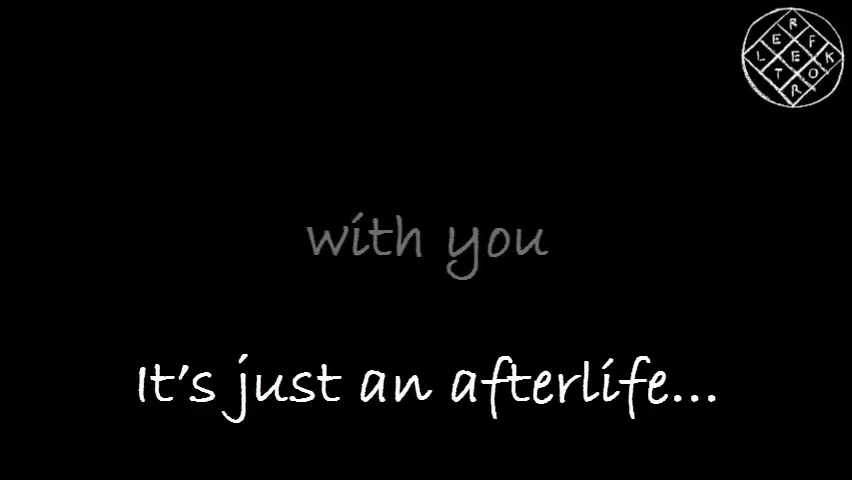 R
E F
L E K
T O
R
with you
It's just an afterlife...